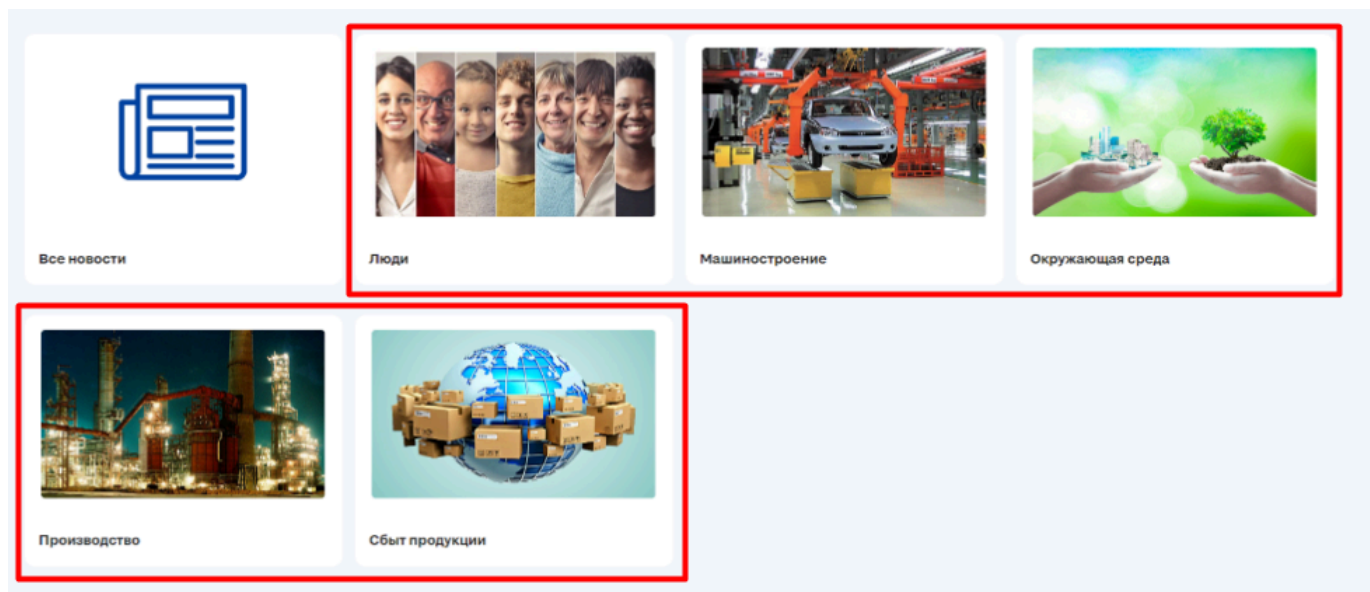 Все новости
Люди
Машиностроение
Окружающая среда
Производство
Сбыт продукции